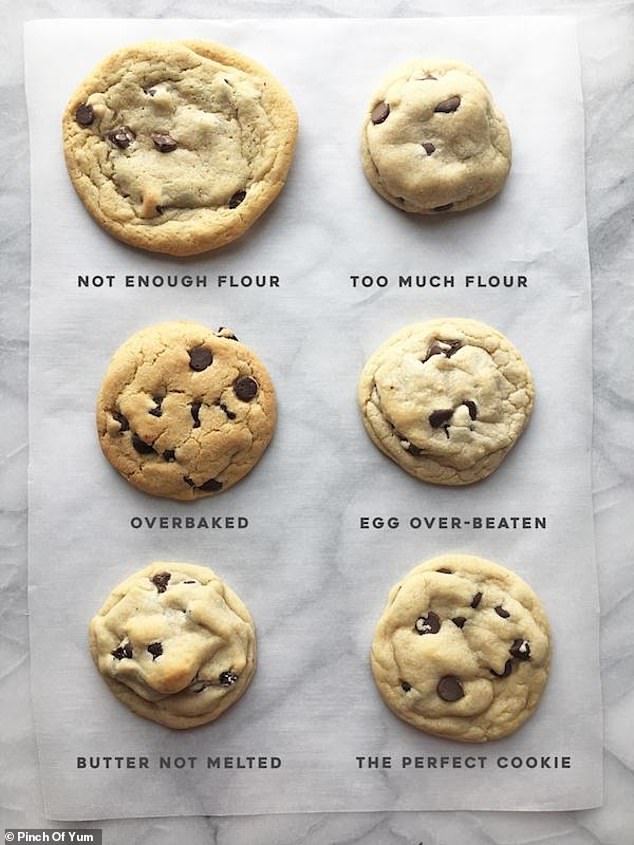 NOT ENOUGH FLOUR
TOO MUCH FLOUR
OVERBAKED
EGG OVER-BEATEN
BUTTER NOT MELTED
THE PERFECT COOKIE
© Pinch Of Yum